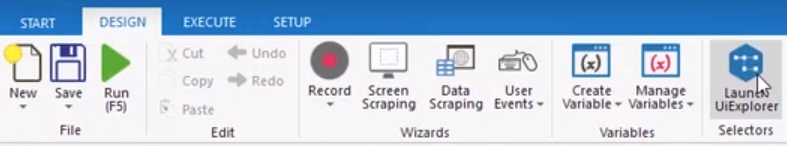 START DESIGN EXECUTE SETUP
New Save Run (F5)
File
Cut Undo
Copy Redo
Paste
Edit
Record Screen Scraping Data Scraping User Events
Wizards
Create Variable Manage Variables
Variables
Launch UiExplorer
Selectors